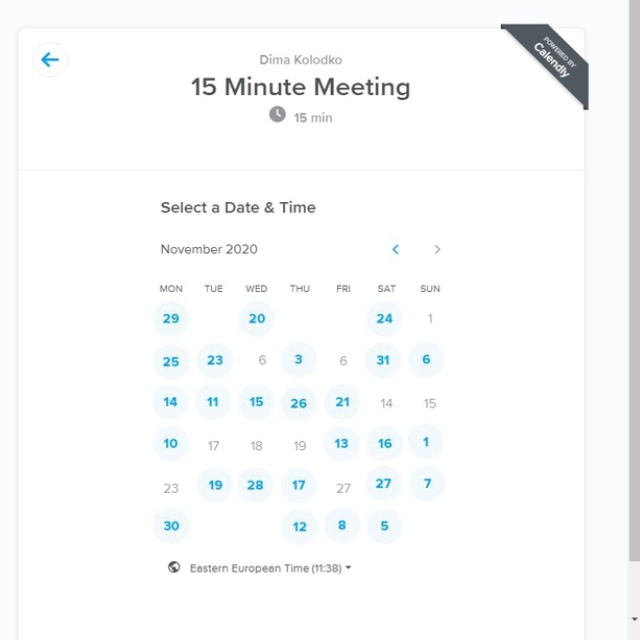 POWERED BY
Calendly
Dima Kolodko
15 Minute Meeting
15 min
Select a Date & Time
November 2020 < >
MON TUE WED THU FRI SAT SUN
29 20 24 1
25 23 6 3 6 31 6
14 11 15 26 21 14 15
10 17 18 19 13 16 1
23 19 28 17 27 27 7
30 12 8 5
Eastern European Time (11:38)